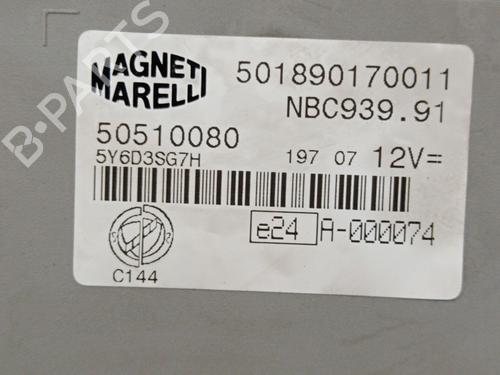 MAGNETI
MARELLI
501890170011
NBC939.91
50510080
5Y6D3SG7H
197 07 12V=
e24 A-000074
C144
B-PARTS